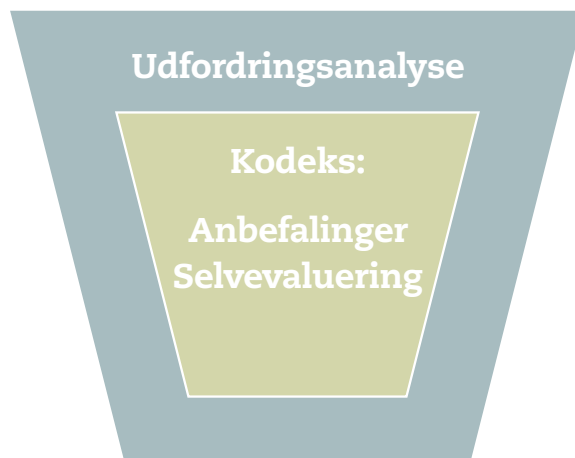 Udfordringsanalyse
Kodeks:
Anbefalinger
Selvevaluering